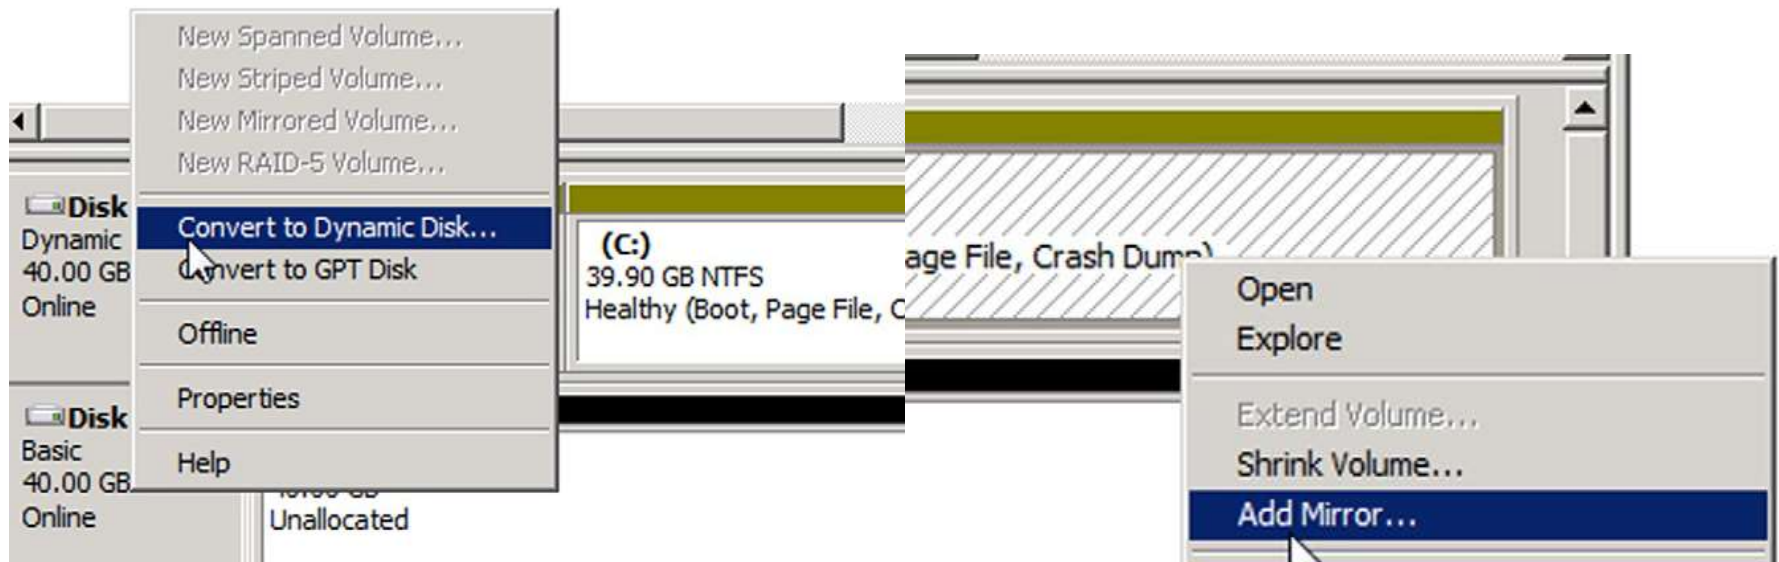 New Spanned Volume...
New Striped Volume...
New Mirrored Volume...
New RAID-5 Volume...
Convert to Dynamic Disk...
Convert to GPT Disk
Offline
Properties
Help
Disk
Dynamic
40.00 GB
Online
Disk
Basic
40.00 GB
Online
(C:)
39.90 GB NTFS
Healthy (Boot, Page File, C
Unallocated
age File, Crash Dump)
Open
Explore
Extend Volume...
Shrink Volume...
Add Mirror...